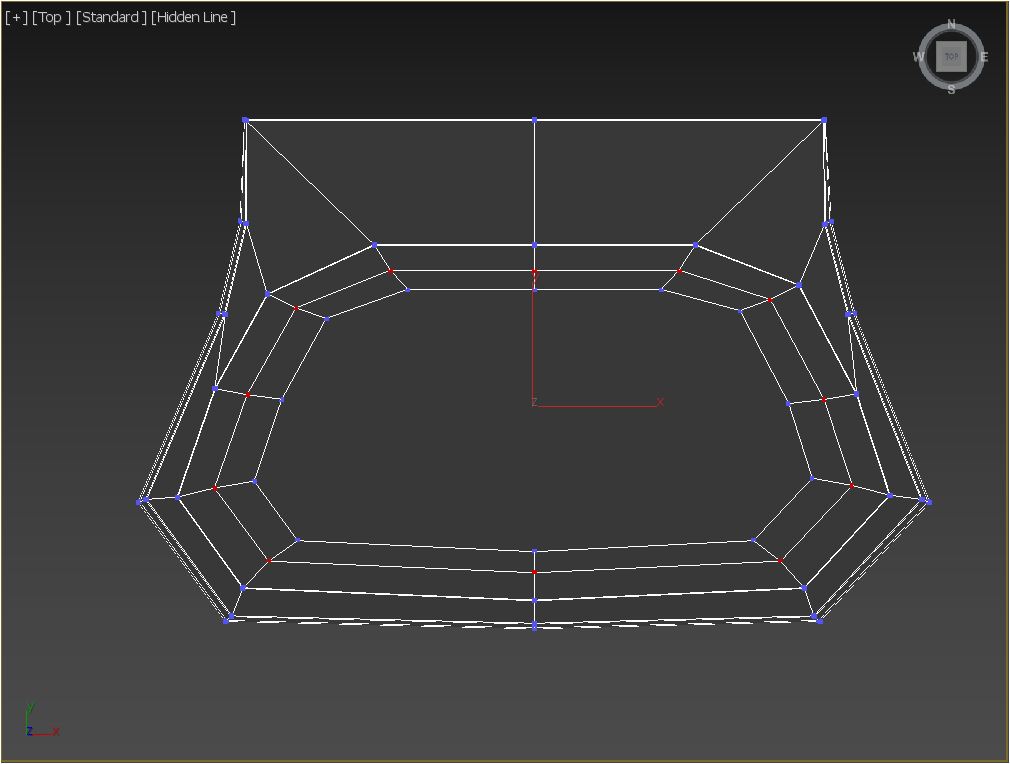 [+] [Top ] [Standard ] [Hidden Line ]
N
W TOP E
S
y
z x
y
z x